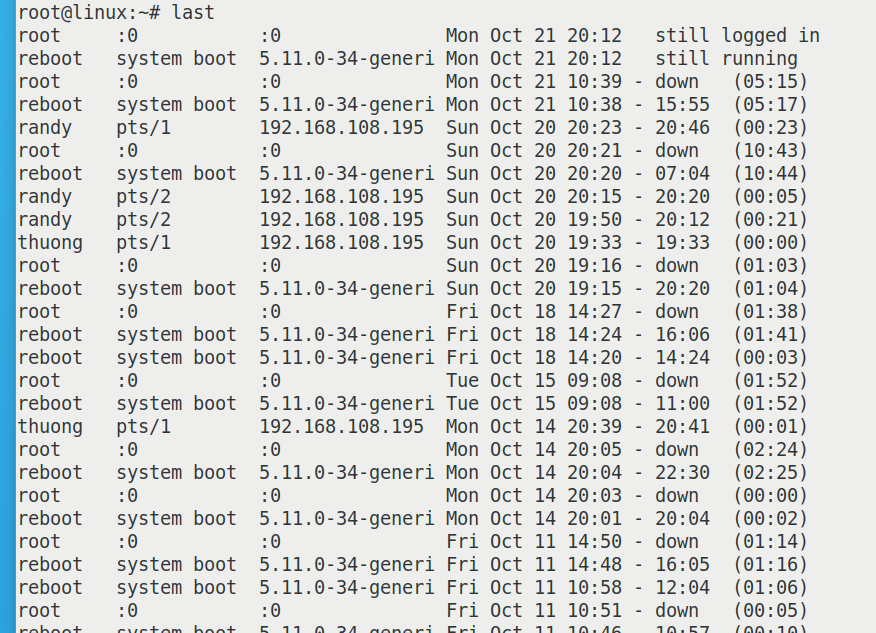 root@linux:~# last
root     :0           :0               Mon Oct 21 20:12   still logged in
reboot   system boot  5.11.0-34-generi Mon Oct 21 20:12   still running
root     :0           :0               Mon Oct 21 10:39 - down   (05:15)
reboot   system boot  5.11.0-34-generi Mon Oct 21 10:38 - 15:55  (05:17)
randy    pts/1        192.168.108.195  Sun Oct 20 20:23 - 20:46  (00:23)
root     :0           :0               Sun Oct 20 20:21 - down   (10:43)
reboot   system boot  5.11.0-34-generi Sun Oct 20 20:20 - 07:04  (10:44)
randy    pts/2        192.168.108.195  Sun Oct 20 20:15 - 20:20  (00:05)
randy    pts/2        192.168.108.195  Sun Oct 20 19:50 - 20:12  (00:21)
thuong   pts/1        192.168.108.195  Sun Oct 20 19:33 - 19:33  (00:00)
root     :0           :0               Sun Oct 20 19:16 - down   (01:03)
reboot   system boot  5.11.0-34-generi Sun Oct 20 19:15 - 20:20  (01:04)
root     :0           :0               Fri Oct 18 14:27 - down   (01:38)
reboot   system boot  5.11.0-34-generi Fri Oct 18 14:24 - 16:06  (01:41)
reboot   system boot  5.11.0-34-generi Fri Oct 18 14:20 - 14:24  (00:03)
root     :0           :0               Tue Oct 15 09:08 - down   (01:52)
reboot   system boot  5.11.0-34-generi Tue Oct 15 09:08 - 11:00  (01:52)
thuong   pts/1        192.168.108.195  Mon Oct 14 20:39 - 20:41  (00:01)
root     :0           :0               Mon Oct 14 20:05 - down   (02:24)
reboot   system boot  5.11.0-34-generi Mon Oct 14 20:04 - 22:30  (02:25)
root     :0           :0               Mon Oct 14 20:03 - down   (00:00)
reboot   system boot  5.11.0-34-generi Mon Oct 14 20:01 - 20:04  (00:02)
root     :0           :0               Fri Oct 11 14:50 - down   (01:14)
reboot   system boot  5.11.0-34-generi Fri Oct 11 14:48 - 16:05  (01:16)
reboot   system boot  5.11.0-34-generi Fri Oct 11 10:58 - 12:04  (01:06)
root     :0           :0               Fri Oct 11 10:51 - down   (00:05)
reboot   system boot  5.11.0-34-generi Fri Oct 11 10:46 - 10:57  (00:10)